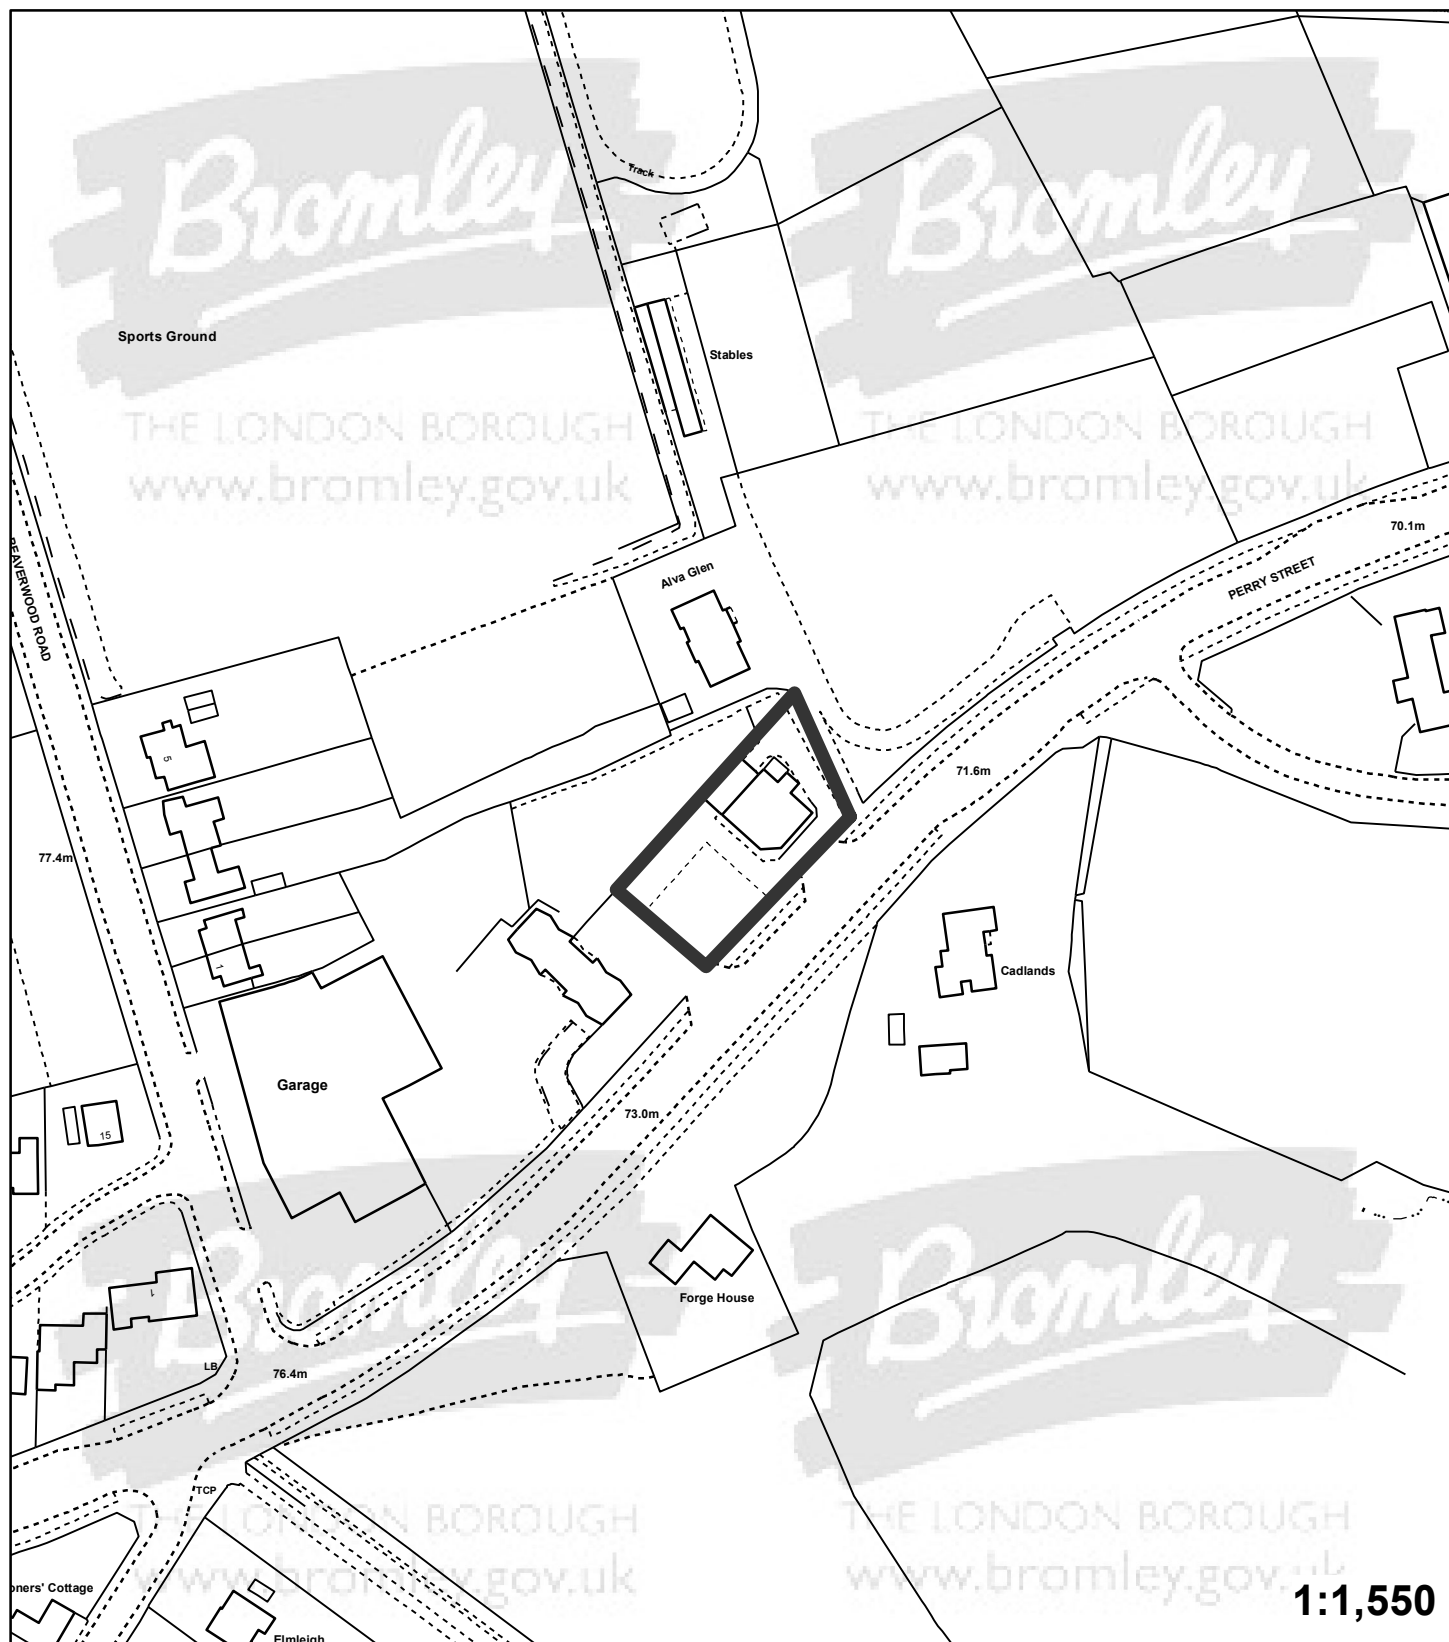 Bromley
THE LONDON BOROUGH
www.bromley.gov.uk
Bromley
THE LONDON BOROUGH
www.bromley.gov.uk
Track
Sports Ground
Stables
70.1m
PERRY STREET
Alva Glen
BEAVERWOOD ROAD
5
71.6m
77.4m
1
Cadlands
Garage
73.0m
15
Bromley
THE LONDON BOROUGH
www.bromley.gov.uk
Bromley
THE LONDON BOROUGH
www.bromley.gov.uk
Forge House
1
LB
76.4m
TCP
oners' Cottage
Elmleigh
1:1,550